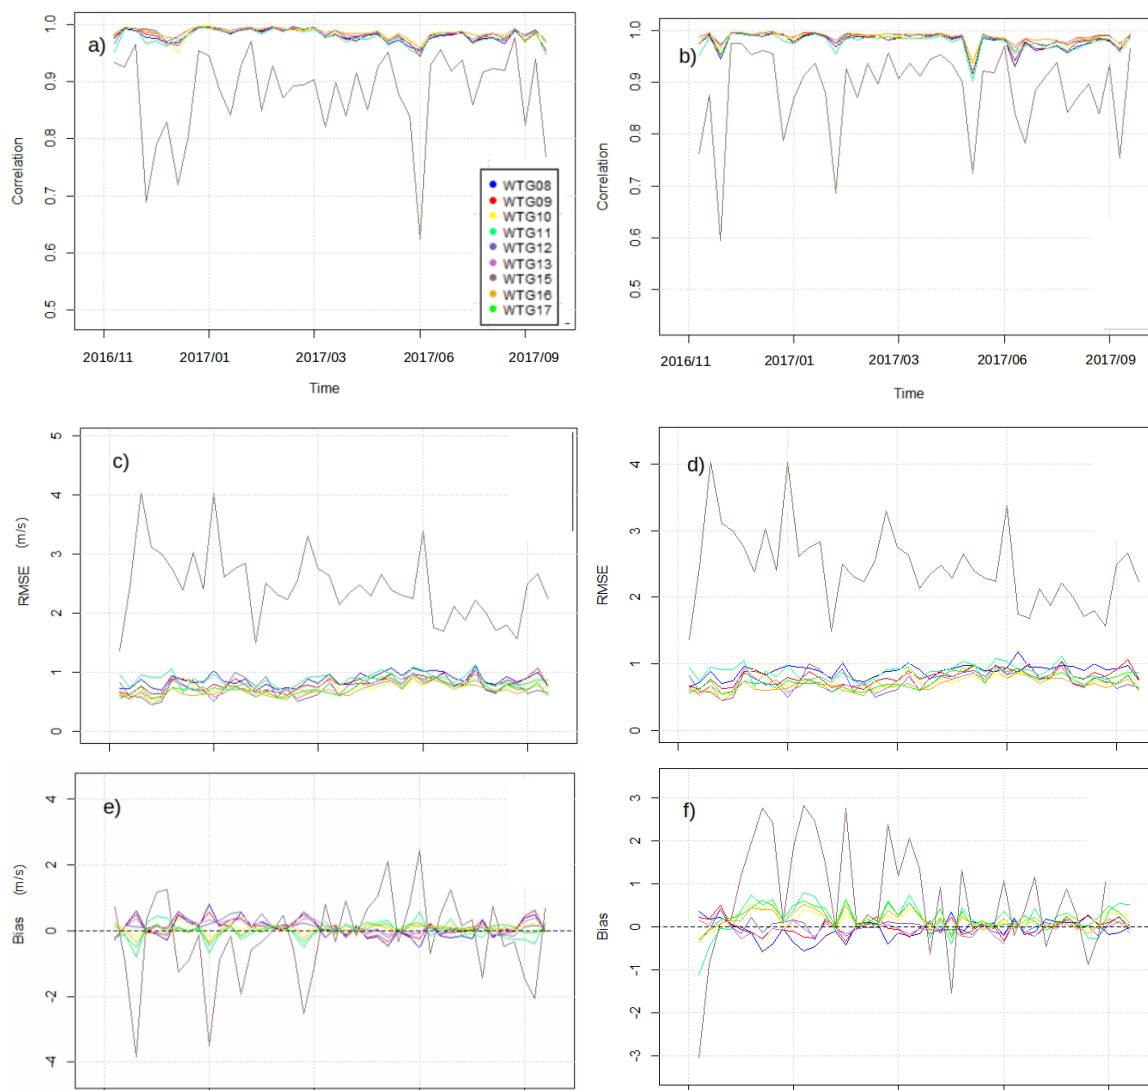 a)
Correlation
1.0
0.9
0.8
0.7
0.6
0.5
WTG08
WTG09
WTG10
WTG11
WTG12
WTG13
WTG15
WTG16
WTG17
2016/11 2017/01 2017/03 2017/06 2017/09
Time
b)
Correlation
1.0
0.9
0.8
0.7
0.6
0.5
2016/11 2017/01 2017/03 2017/06 2017/09
Time
c)
RMSE (m/s)
5
4
3
2
1
0
d)
RMSE
4
3
2
1
0
e)
Bias (m/s)
4
2
0
-2
-4
f)
Bias
3
2
1
0
-1
-2
-3